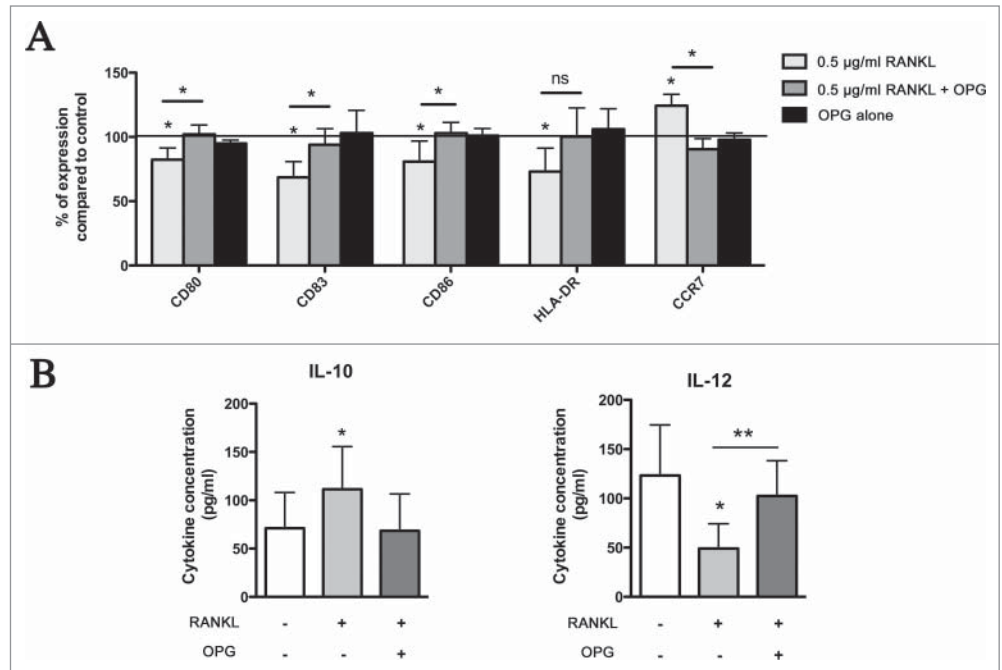 A
0.5 µg/ml RANKL
0.5 µg/ml RANKL + OPG
OPG alone
% of expression
compared to control
150
100
50
0
*
*
*
*
*
*
*
ns
*
*
CD80
CD83
CD86
HLA-DR
CCR7
B
IL-10
Cytokine concentration
(pg/ml)
200
150
100
50
0
*
RANKL - + +
OPG - - +
IL-12
Cytokine concentration
(pg/ml)
200
150
100
50
0
**
*
RANKL - + +
OPG - - +